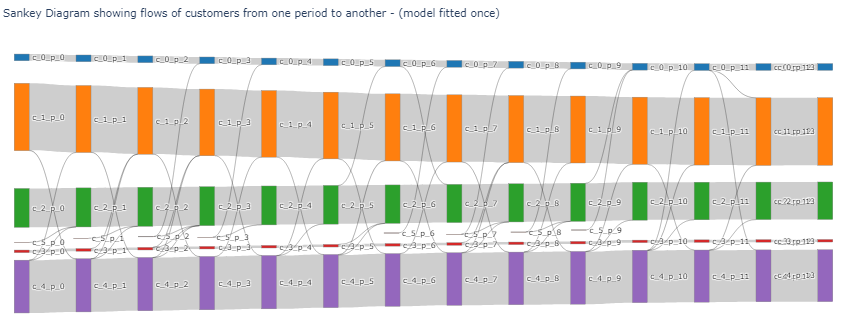 Sankey Diagram showing flows of customers from one period to another - (model fitted once)
c_0_p_0 c_0_p_1 c_0_p_2 c_0_p_3 c_0_p_4 c_0_p_5 c_0_p_6 c_0_p_7 c_0_p_8 c_0_p_9 c_0_p_10 c_0_p_11
c_1_p_0 c_1_p_1 c_1_p_2 c_1_p_3 c_1_p_4 c_1_p_5 c_1_p_6 c_1_p_7 c_1_p_8 c_1_p_9 c_1_p_10 c_1_p_11
c_2_p_0 c_2_p_1 c_2_p_2 c_2_p_3 c_2_p_4 c_2_p_5 c_2_p_6 c_2_p_7 c_2_p_8 c_2_p_9 c_2_p_10 c_2_p_11
c_5_p_0 c_5_p_1 c_5_p_2 c_5_p_3 c_5_p_6 c_5_p_7 c_5_p_8 c_5_p_9
c_3_p_0 c_3_p_1 c_3_p_2 c_3_p_3 c_3_p_4 c_3_p_5 c_3_p_6 c_3_p_7 c_3_p_8 c_3_p_9 c_3_p_10 c_3_p_11
c_4_p_0 c_4_p_1 c_4_p_2 c_4_p_3 c_4_p_4 c_4_p_5 c_4_p_6 c_4_p_7 c_4_p_8 c_4_p_9 c_4_p_10 c_4_p_11